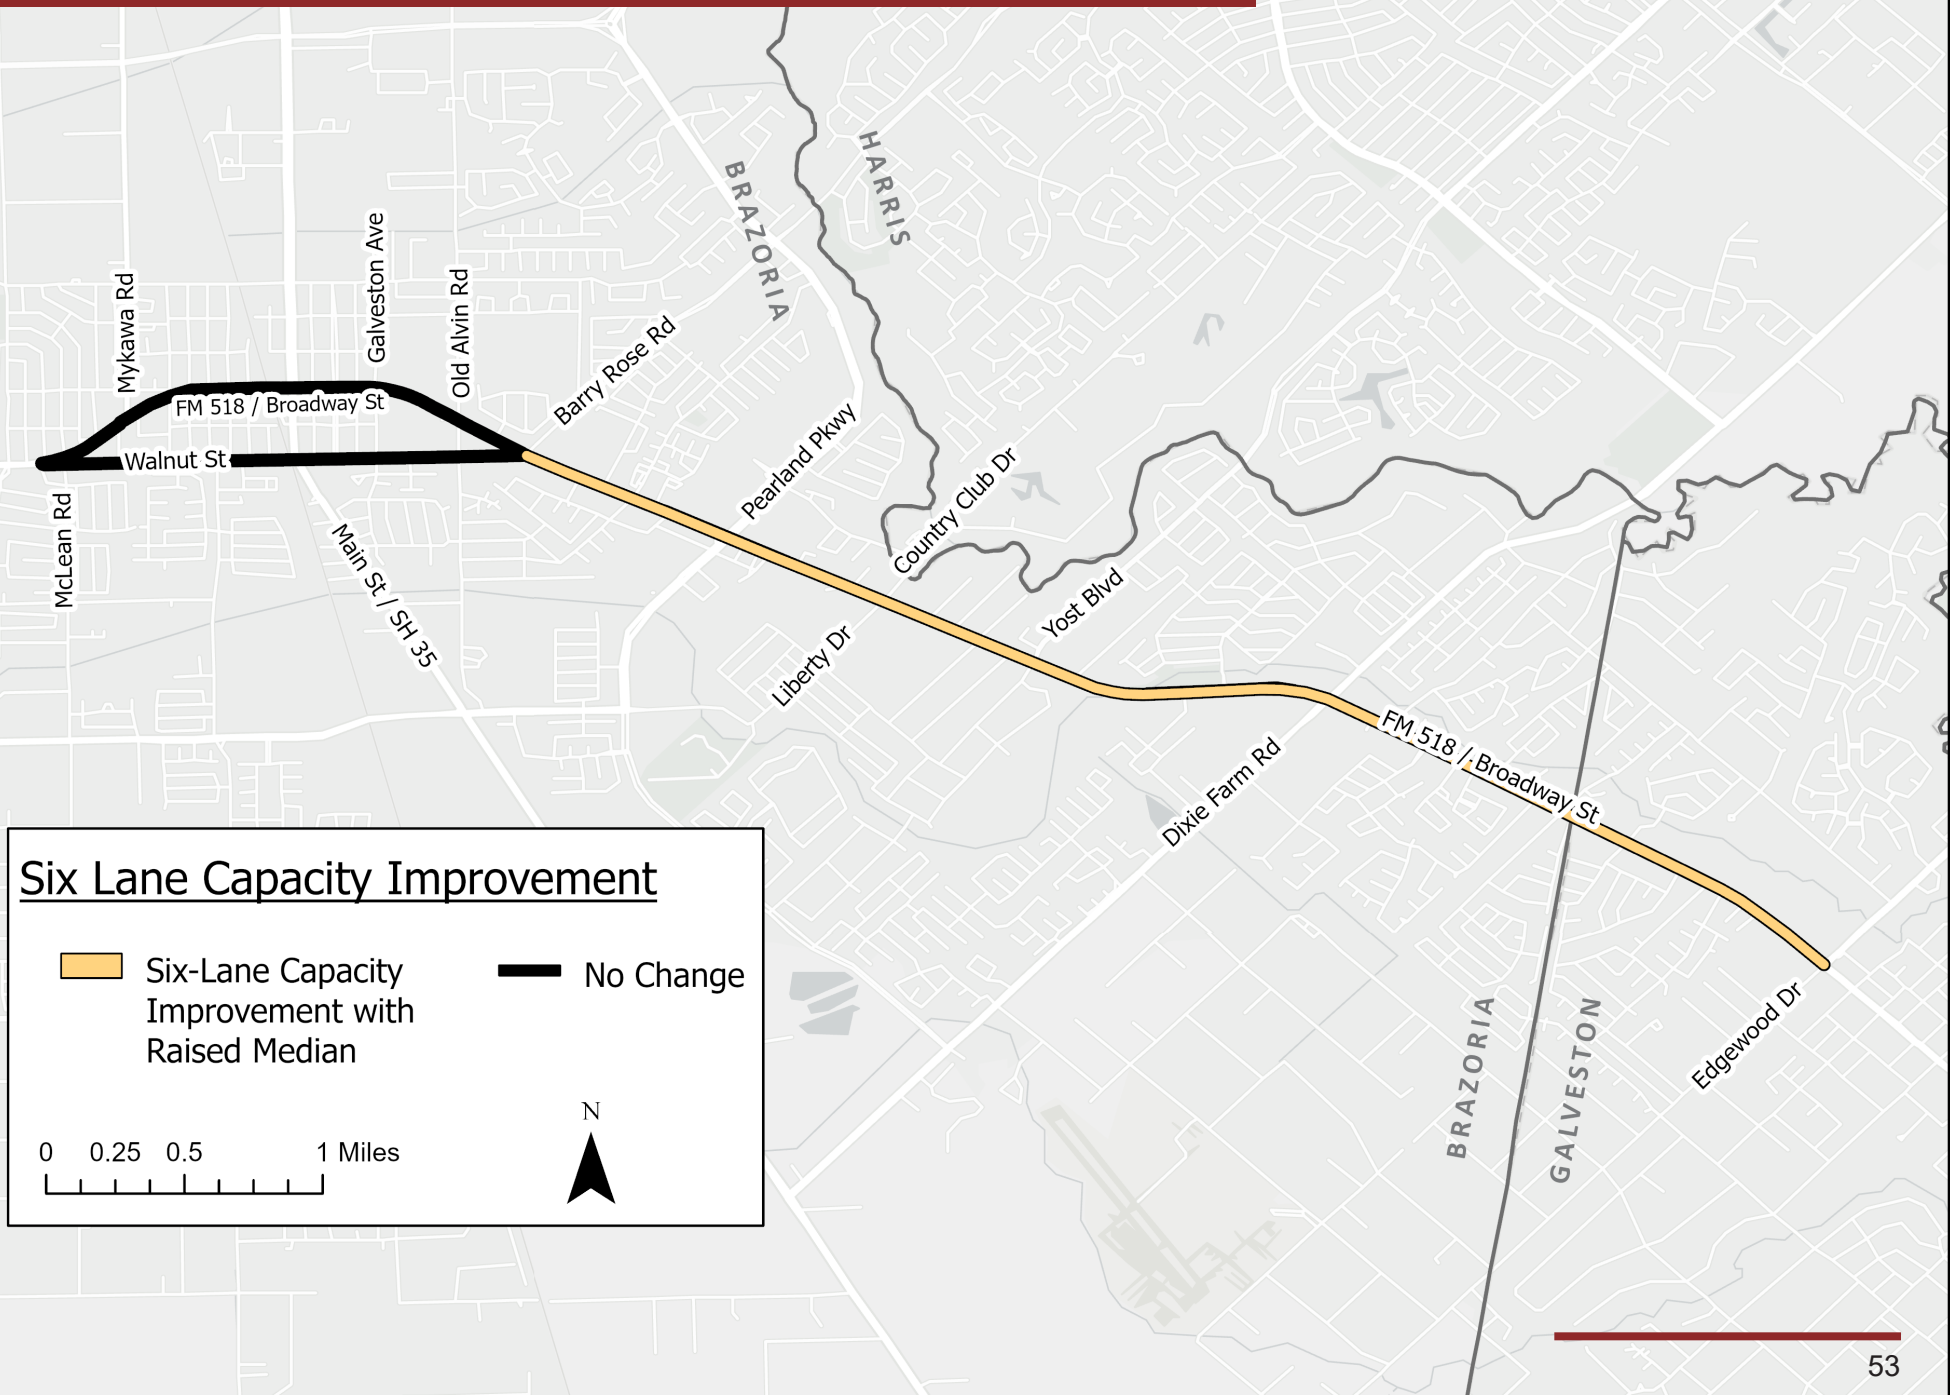 HARRIS
BRAZORIA
Galveston Ave
Mykawa Rd
Old Alvin Rd
Barry Rose Rd
FM 518 / Broadway St
Pearland Pkwy
Walnut St
Country Club Dr
McLean Rd
Main St / SH 35
Yost Blvd
Liberty Dr
FM 518 / Broadway St
Dixie Farm Rd
Six Lane Capacity Improvement
Six-Lane Capacity
Improvement with
Raised Median
No Change
BRAZORIA
GALVESTON
Edgewood Dr
N
0 0.25 0.5 1 Miles
53